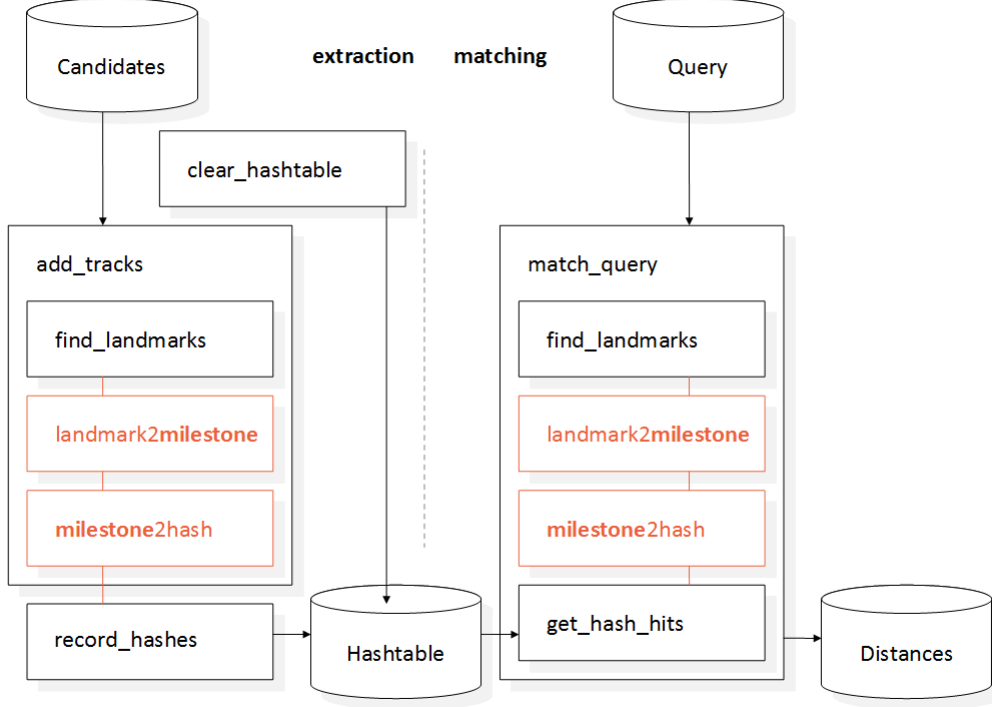 Candidates
extraction matching
Query
clear_hashtable
add_tracks
find_landmarks
landmark2milestone
milestone2hash
record_hashes
Hashtable
match_query
find_landmarks
landmark2milestone
milestone2hash
get_hash_hits
Distances